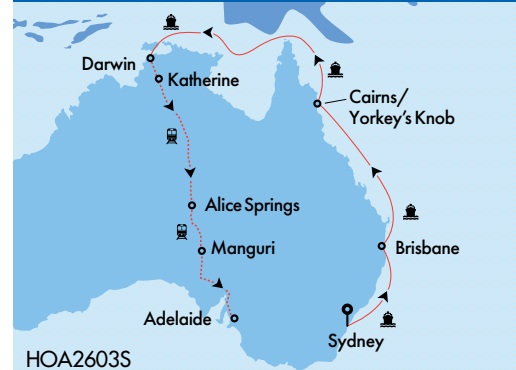 Darwin
Katherine
Cairns/
Yorkey's Knob
Alice Springs
Manguri
Brisbane
Adelaide
Sydney
HOA2603S